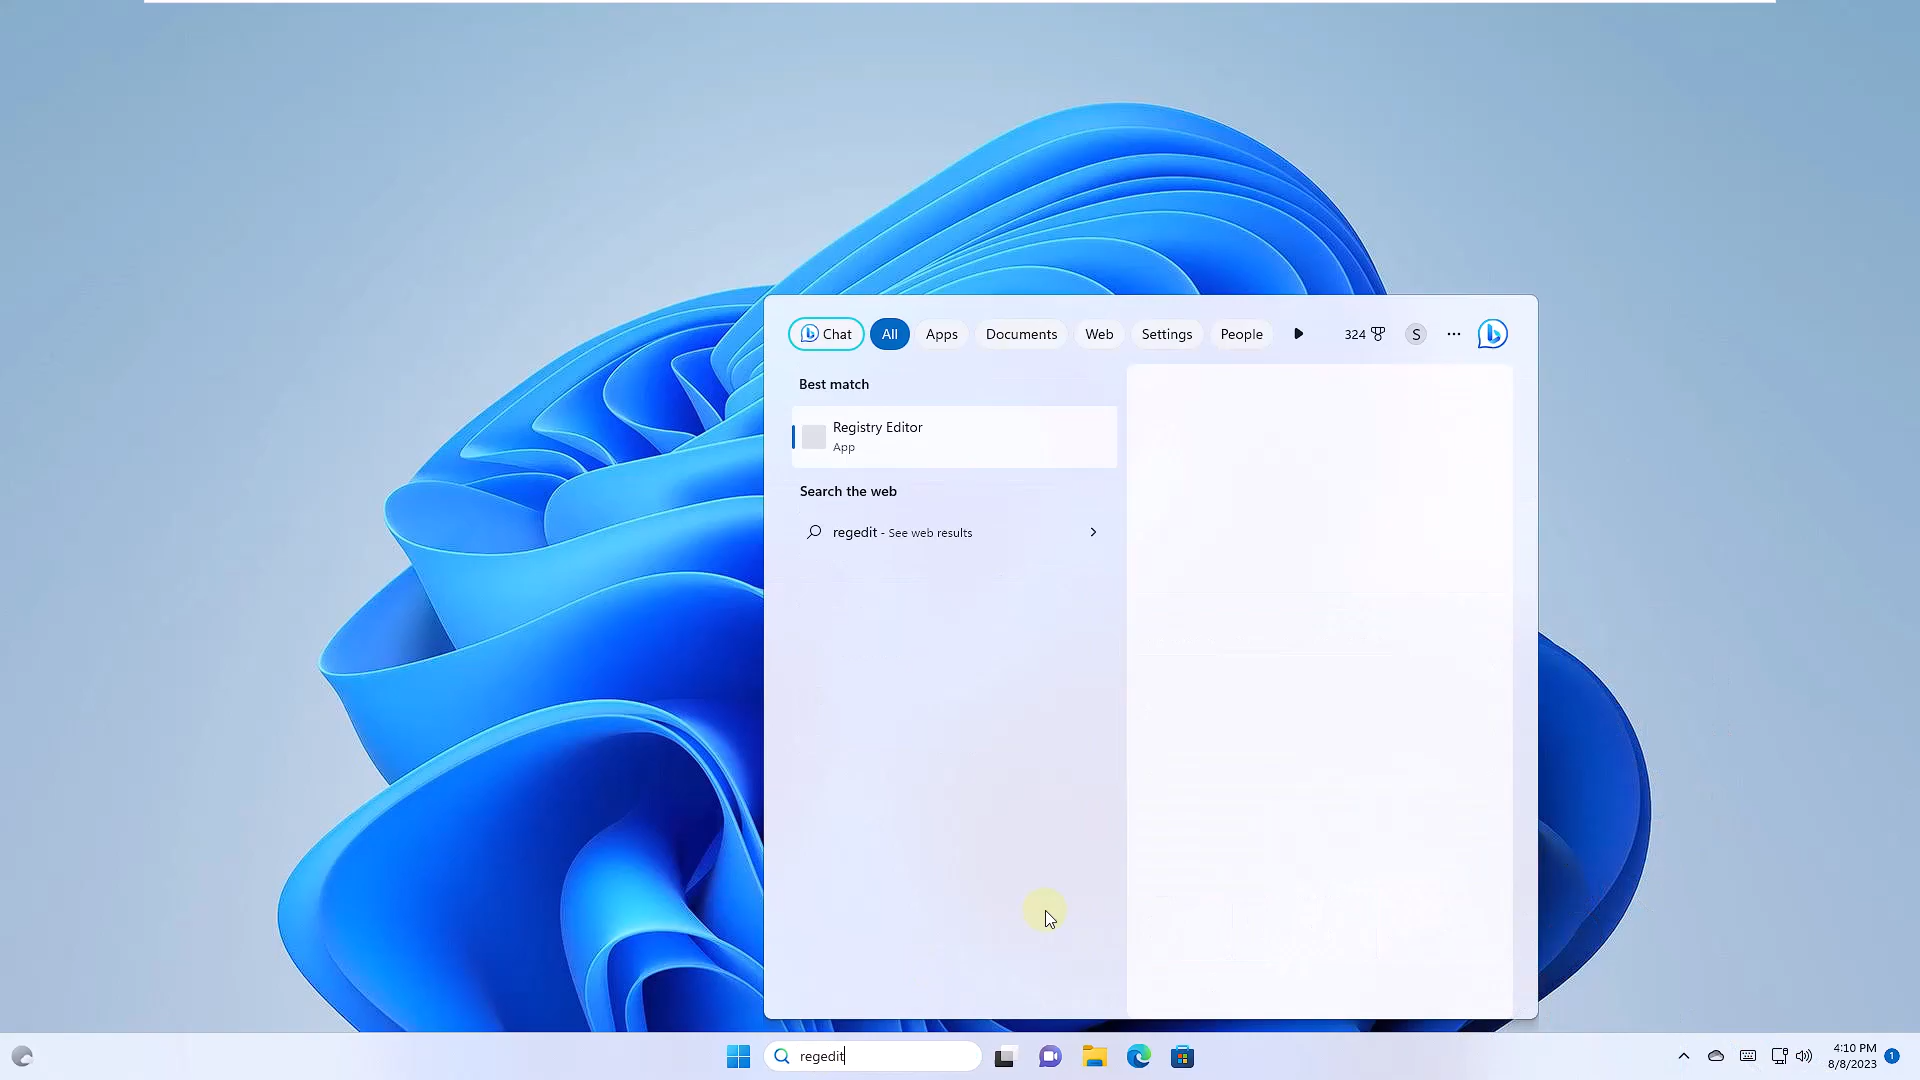 Chat All Apps Documents Web Settings People 324 S
Best match
Registry Editor
App
Search the web
regedit - See web results
regedit
4:10 PM
8/8/2023
1